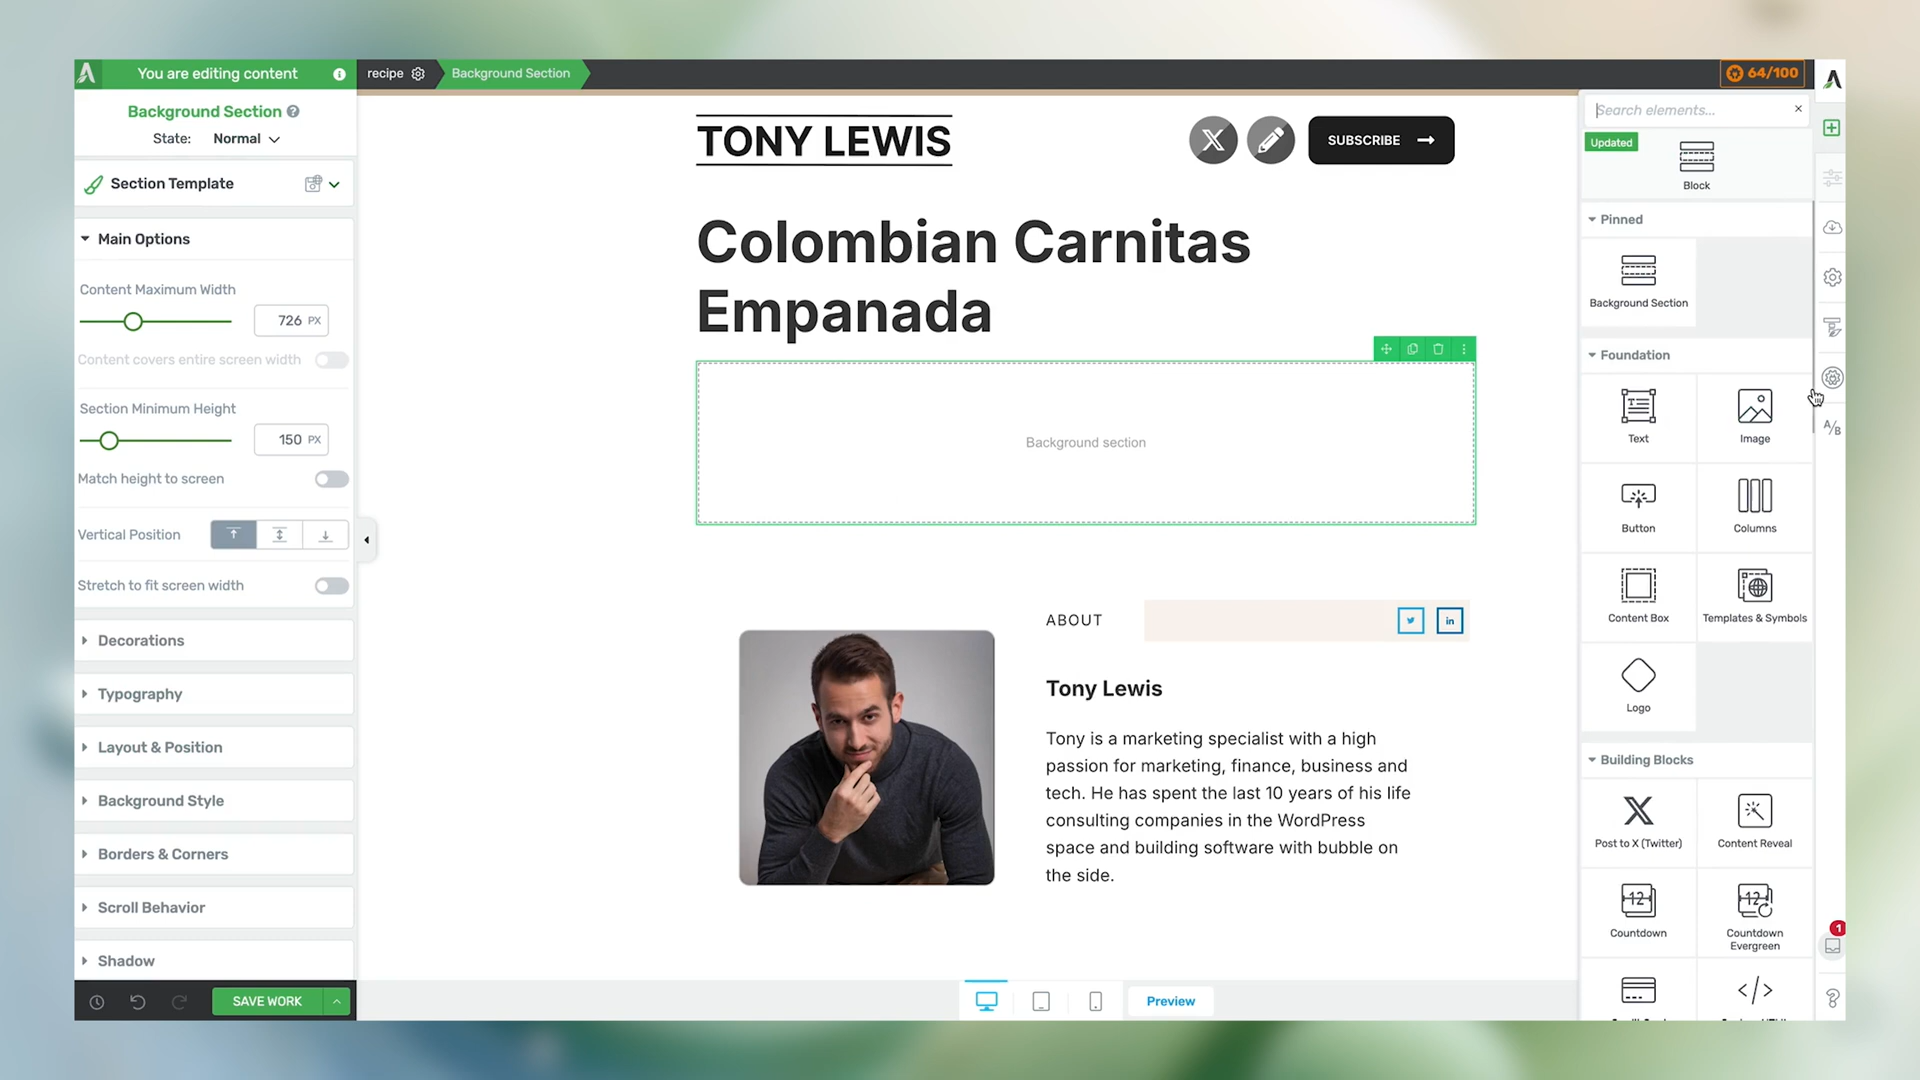 You are editing content
recipe
Background Section
64/100
Background Section
State: Normal
Section Template
Main Options
Content Maximum Width
726 PX
Content covers entire screen width
Section Minimum Height
150 PX
Match height to screen
Vertical Position
Stretch to fit screen width
Decorations
Typography
Layout & Position
Background Style
Borders & Corners
Scroll Behavior
Shadow
SAVE WORK
TONY LEWIS
SUBSCRIBE
Colombian Carnitas
Empanada
Background section
ABOUT
Tony Lewis
Tony is a marketing specialist with a high
passion for marketing, finance, business and
tech. He has spent the last 10 years of his life
consulting companies in the WordPress
space and building software with bubble on
the side.
Preview
Search elements...
Updated
Block
Pinned
Background Section
Foundation
Text
Image
Button
Columns
Content Box
Templates & Symbols
Logo
Building Blocks
Post to X (Twitter)
Content Reveal
Countdown
Countdown
Evergreen
A/B
1